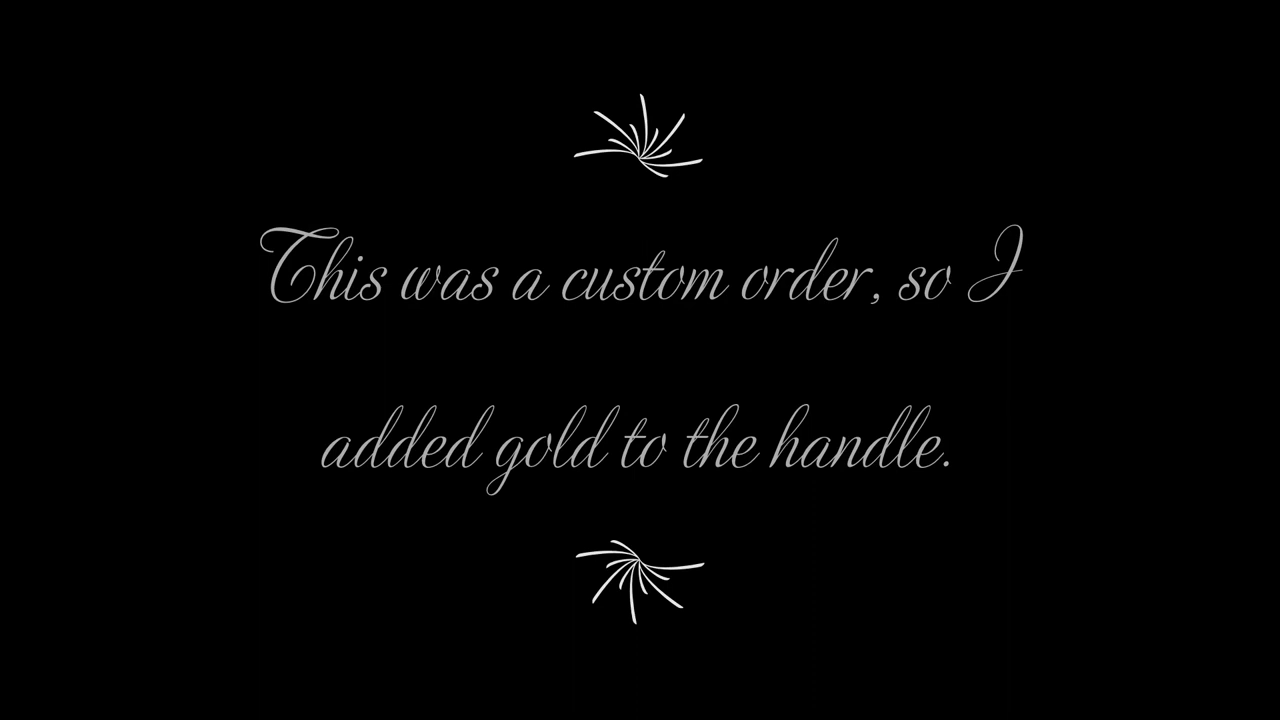 This was a custom order, so I
added gold to the handle.